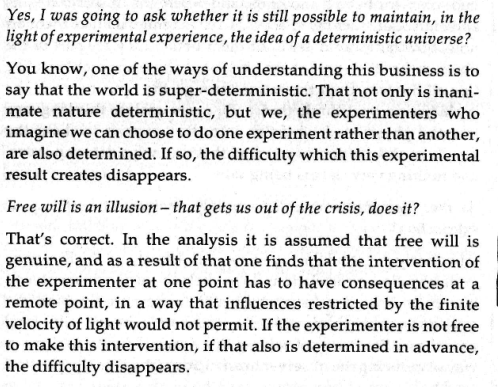 Yes, I was going to ask whether it is still possible to maintain, in the
light of experimental experience, the idea of a deterministic universe?
You know, one of the ways of understanding this business is to
say that the world is super-deterministic. That not only is inani-
mate nature deterministic, but we, the experimenters who
imagine we can choose to do one experiment rather than another,
are also determined. If so, the difficulty which this experimental
result creates disappears.
Free will is an illusion – that gets us out of the crisis, does it?
That's correct. In the analysis it is assumed that free will is
genuine, and as a result of that one finds that the intervention of
the experimenter at one point has to have consequences at a
remote point, in a way that influences restricted by the finite
velocity of light would not permit. If the experimenter is not free
to make this intervention, if that also is determined in advance,
the difficulty disappears.